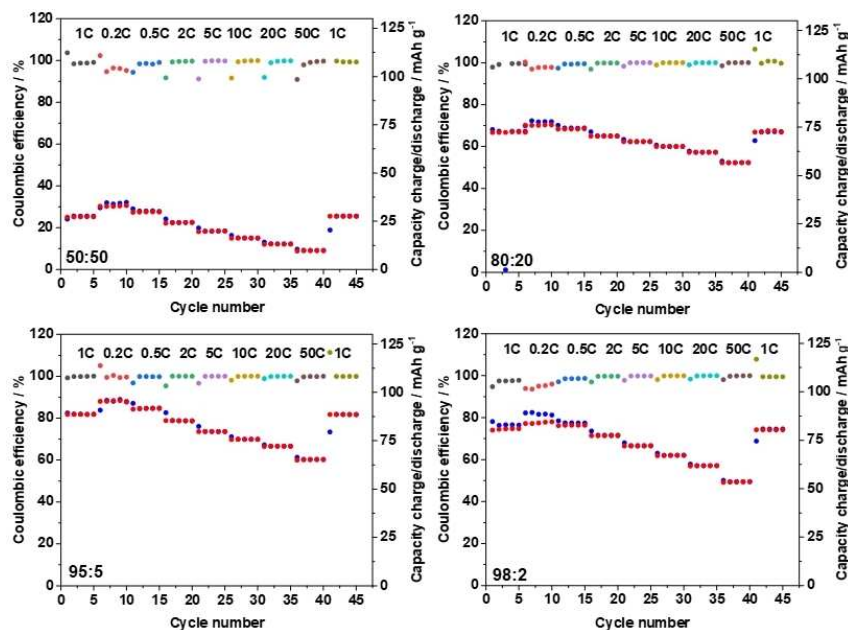 1C 0.2C 0.5C 2C 5C 10C 20C 50C 1C
120
100
80
60
40
20
0
Coulombic efficiency / %
125
100
75
50
25
0
Capacity charge/discharge / mAh g⁻¹
50:50
0 5 10 15 20 25 30 35 40 45
Cycle number
1C 0.2C 0.5C 2C 5C 10C 20C 50C 1C
120
100
80
60
40
20
0
Coulombic efficiency / %
125
100
75
50
25
0
Capacity charge/discharge / mAh g⁻¹
80:20
0 5 10 15 20 25 30 35 40 45
Cycle number
1C 0.2C 0.5C 2C 5C 10C 20C 50C 1C
120
100
80
60
40
20
0
Coulombic efficiency / %
125
100
75
50
25
0
Capacity charge/discharge / mAh g⁻¹
95:5
0 5 10 15 20 25 30 35 40 45
Cycle number
1C 0.2C 0.5C 2C 5C 10C 20C 50C 1C
120
100
80
60
40
20
0
Coulombic efficiency / %
125
100
75
50
25
0
Capacity charge/discharge / mAh g⁻¹
98:2
0 5 10 15 20 25 30 35 40 45
Cycle number